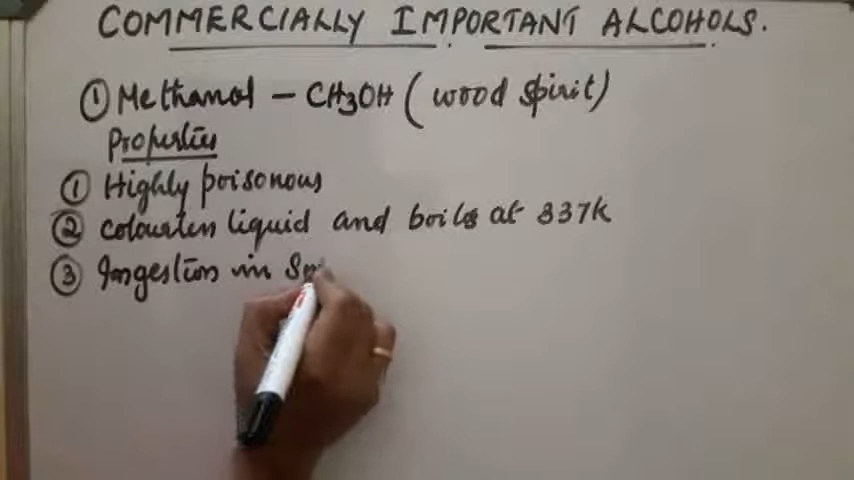 COMMERCIALLY IMPORTANT ALCOHOLS.
① Methanol - CH3OH (wood spirit)
Properties
① Highly poisonous
② colourless liquid and boils at 337K
③ Ingestion in